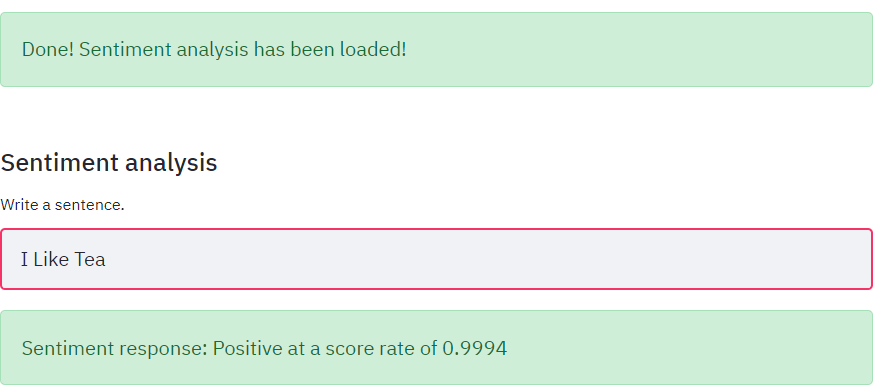 Done! Sentiment analysis has been loaded!
Sentiment analysis
Write a sentence.
I Like Tea
Sentiment response: Positive at a score rate of 0.9994